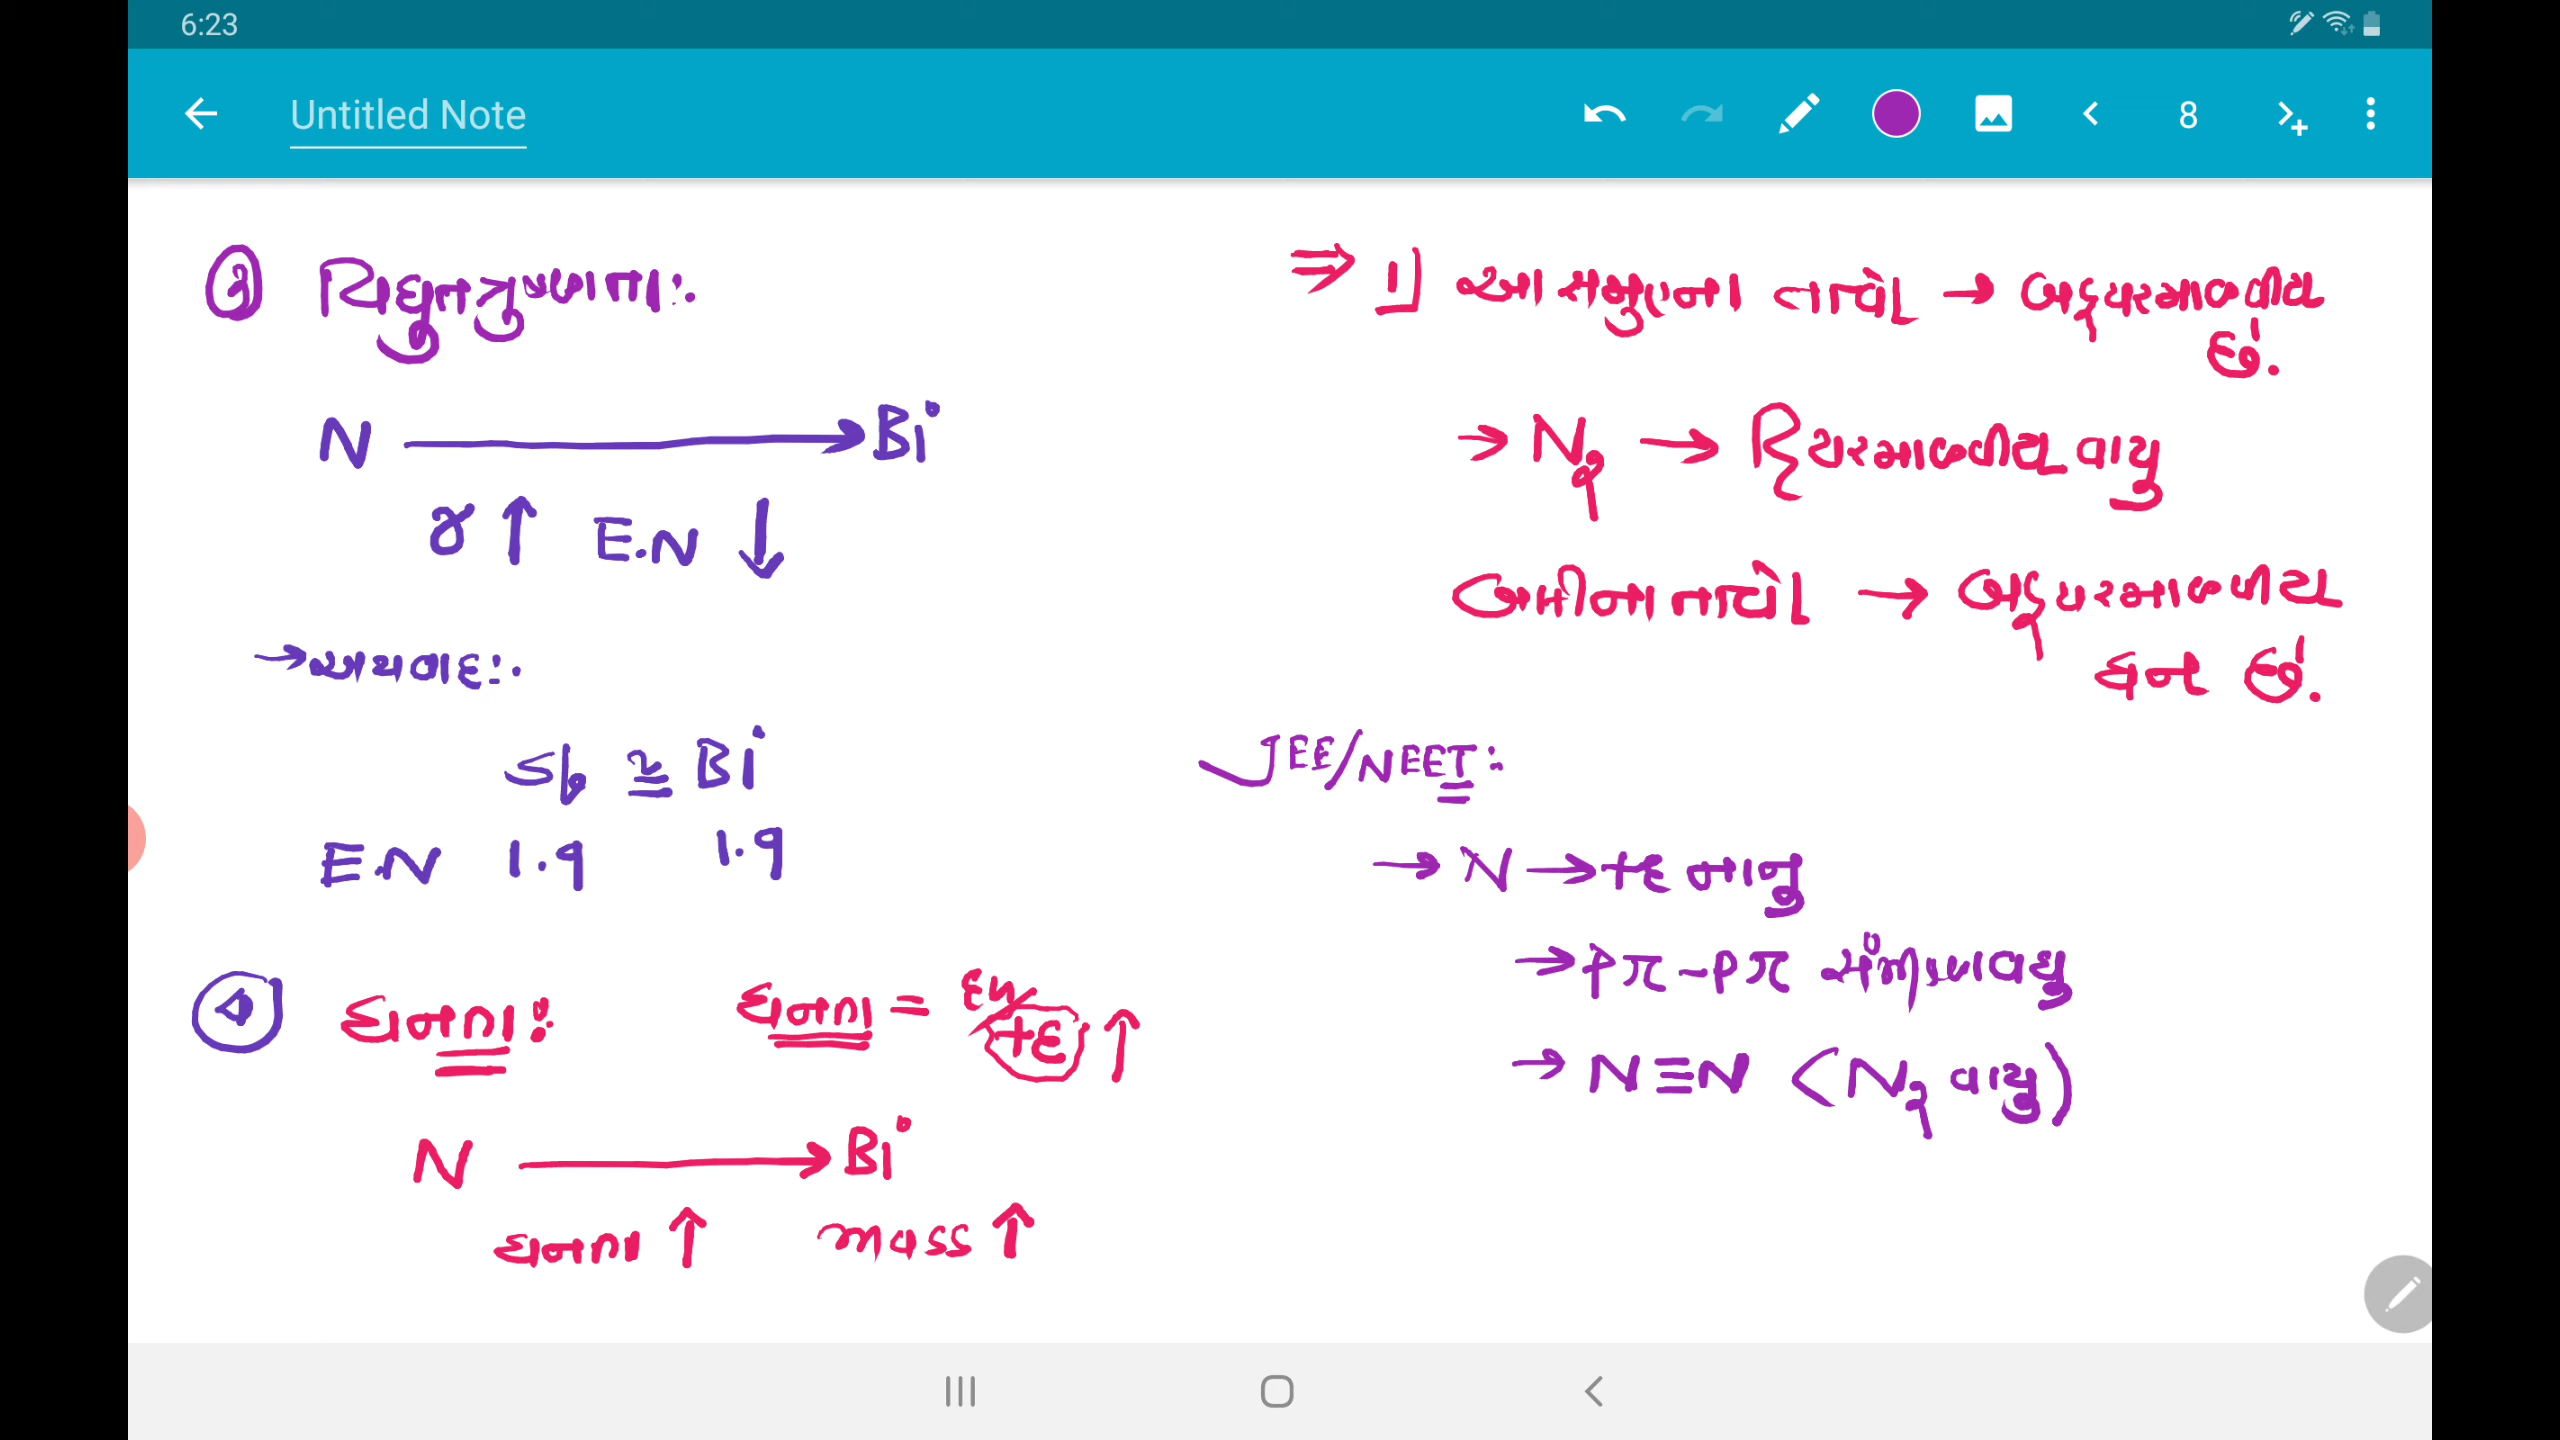 6:23
Untitled Note
8
③ વિદ્યુતઋણતા:
N → Bi
r ↑ E.N ↓
→ અપવાદ:
Sb ≅ Bi
E.N 1.9 1.9
④ ઘનતા: ઘનતા = દળ/કદ ↑
N → Bi
ઘનતા ↑ mass ↑
⇒ 1) આ સમુહના તત્વો → બહુપરમાણ્વીય
છે.
→ N₂ → દ્વિપરમાણ્વીય વાયુ
બાકીના તત્વો → બહુપરમાણ્વીય
ઘન છે.
JEE/NEET:
→ N → કદ નાનુ
→ Pπ-Pπ સંમિશ્રણ
→ N≡N (N₂ વાયુ)